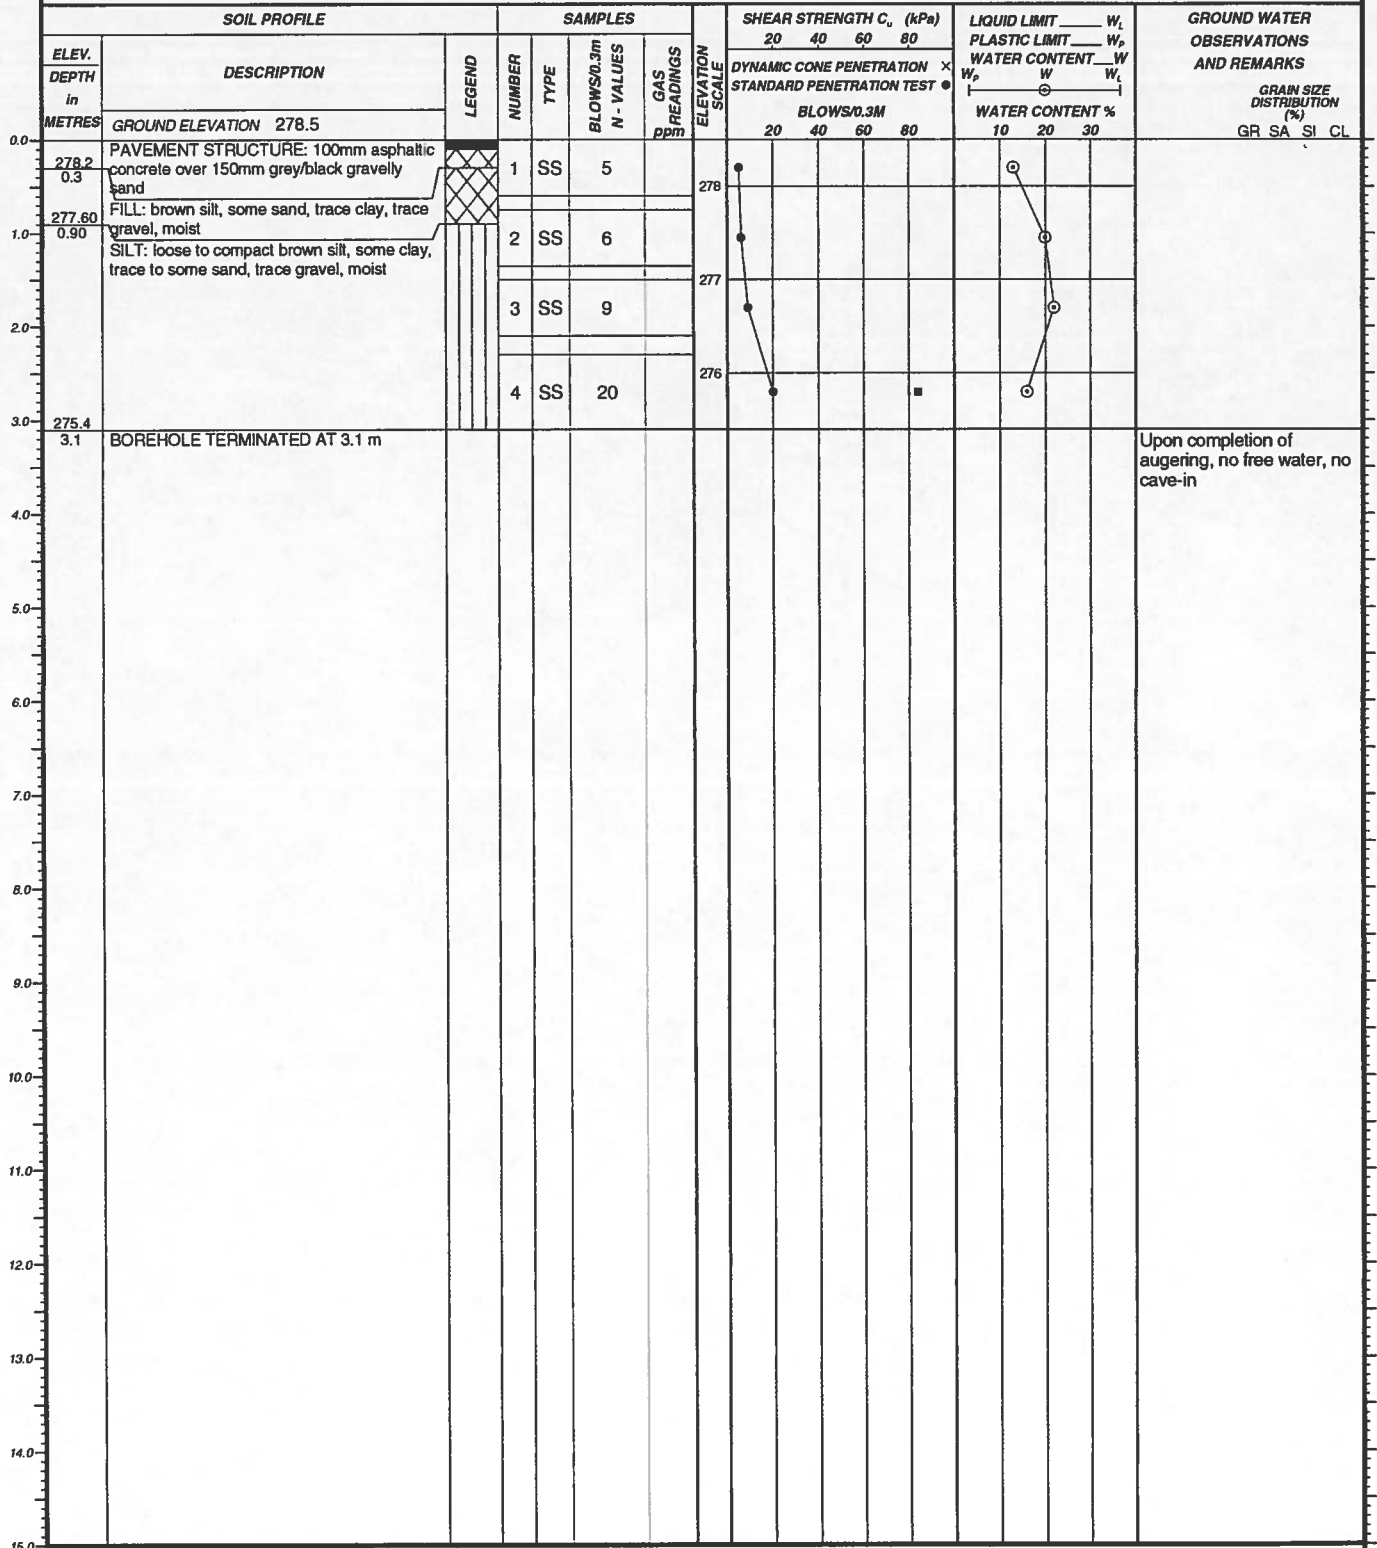 SOIL PROFILE
SAMPLES
SHEAR STRENGTH Cᵤ (kPa)
20 40 60 80
DYNAMIC CONE PENETRATION ×
STANDARD PENETRATION TEST ●
BLOWS/0.3M
20 40 60 80
LIQUID LIMIT ____ W_L
PLASTIC LIMIT ____ W_P
WATER CONTENT __ W
W_P W W_L
WATER CONTENT %
10 20 30
GROUND WATER
OBSERVATIONS
AND REMARKS
GRAIN SIZE
DISTRIBUTION
(%)
GR SA SI CL
ELEV.
DEPTH
in
METRES
DESCRIPTION
GROUND ELEVATION 278.5
LEGEND
NUMBER
TYPE
BLOWS/0.3m
N - VALUES
GAS
READINGS
ppm
ELEVATION
SCALE
0.0
278.2
0.3
PAVEMENT STRUCTURE: 100mm asphaltic
concrete over 150mm grey/black gravelly
sand
1 SS 5
278
277.60
0.90
FILL: brown silt, some sand, trace clay, trace
gravel, moist
1.0
SILT: loose to compact brown silt, some clay,
trace to some sand, trace gravel, moist
2 SS 6
277
3 SS 9
2.0
276
4 SS 20
3.0
275.4
3.1
BOREHOLE TERMINATED AT 3.1 m
Upon completion of
augering, no free water, no
cave-in
4.0
5.0
6.0
7.0
8.0
9.0
10.0
11.0
12.0
13.0
14.0
15.0